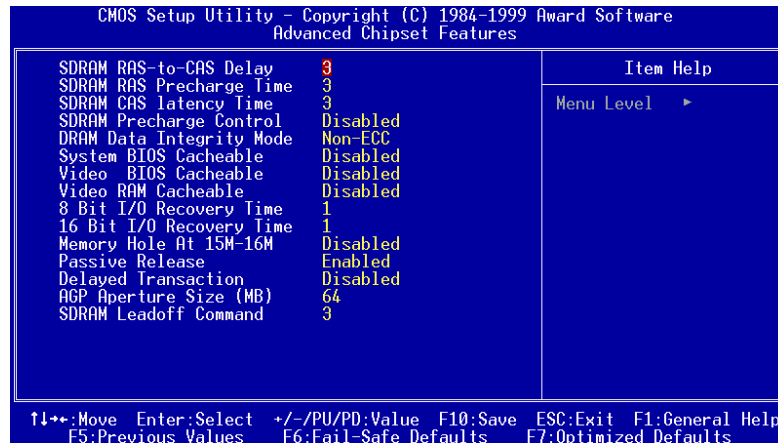 CMOS Setup Utility – Copyright (C) 1984-1999 Award Software
Advanced Chipset Features
SDRAM RAS-to-CAS Delay 3
SDRAM RAS Precharge Time 3
SDRAM CAS latency Time 3
SDRAM Precharge Control Disabled
DRAM Data Integrity Mode Non-ECC
System BIOS Cacheable Disabled
Video BIOS Cacheable Disabled
Video RAM Cacheable Disabled
8 Bit I/O Recovery Time 1
16 Bit I/O Recovery Time 1
Memory Hole At 15M-16M Disabled
Passive Release Enabled
Delayed Transaction Disabled
AGP Aperture Size (MB) 64
SDRAM Leadoff Command 3
Item Help
Menu Level ►
↑↓→←:Move Enter:Select +/-/PU/PD:Value F10:Save ESC:Exit F1:General Help
F5:Previous Values F6:Fail-Safe Defaults F7:Optimized Defaults